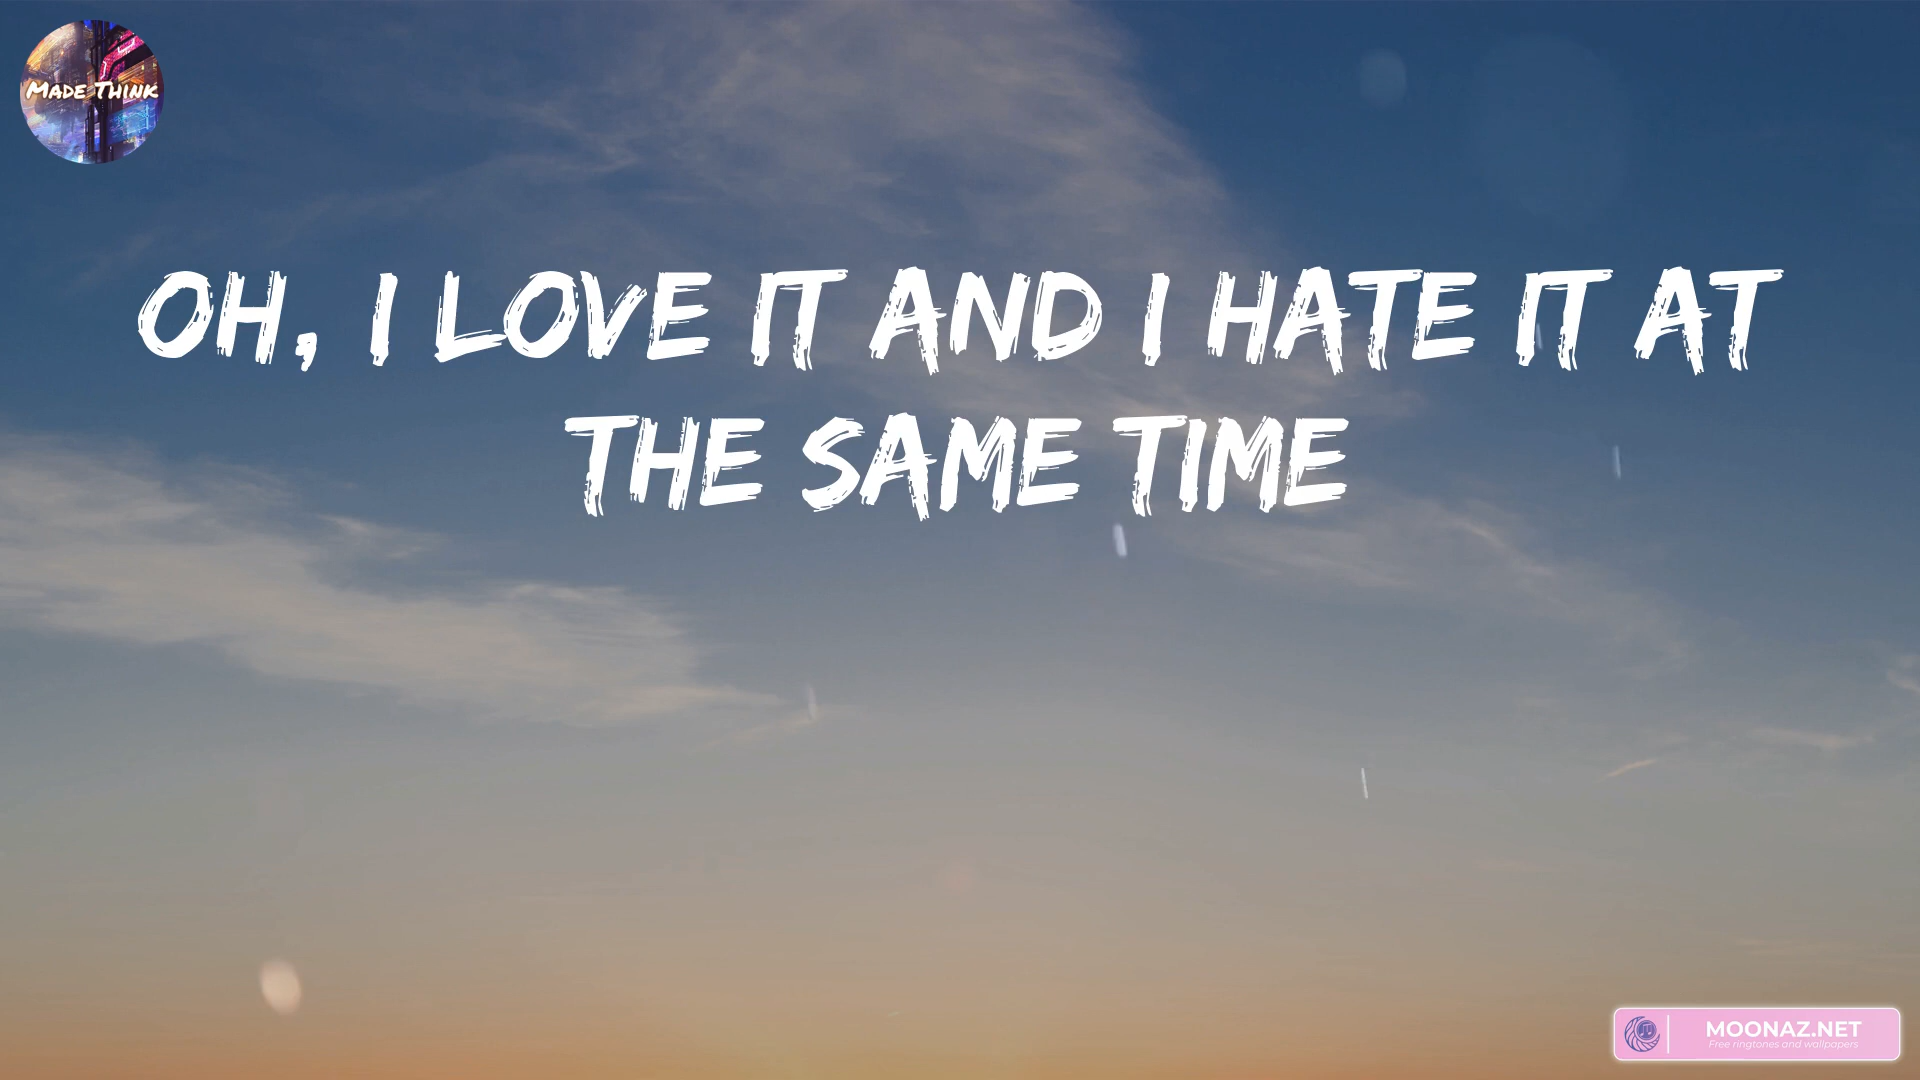 MADE THINK
OH, I LOVE IT AND I HATE IT AT
THE SAME TIME
MOONAZ.NET
Free ringtones and wallpapers